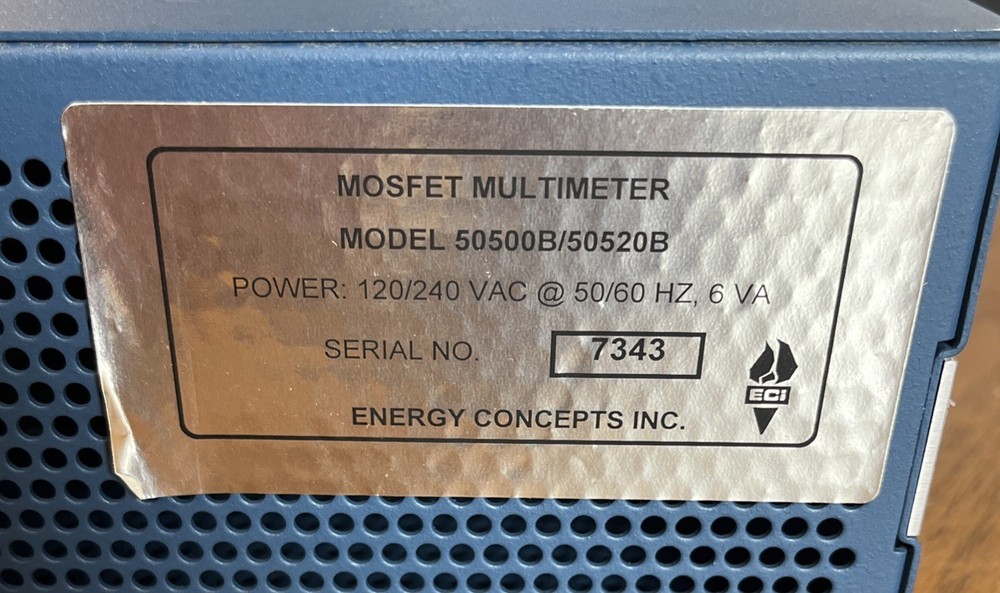 MOSFET MULTIMETER
MODEL 50500B/50520B
POWER: 120/240 VAC @ 50/60 HZ, 6 VA
SERIAL NO. 7343
ECI
ENERGY CONCEPTS INC.